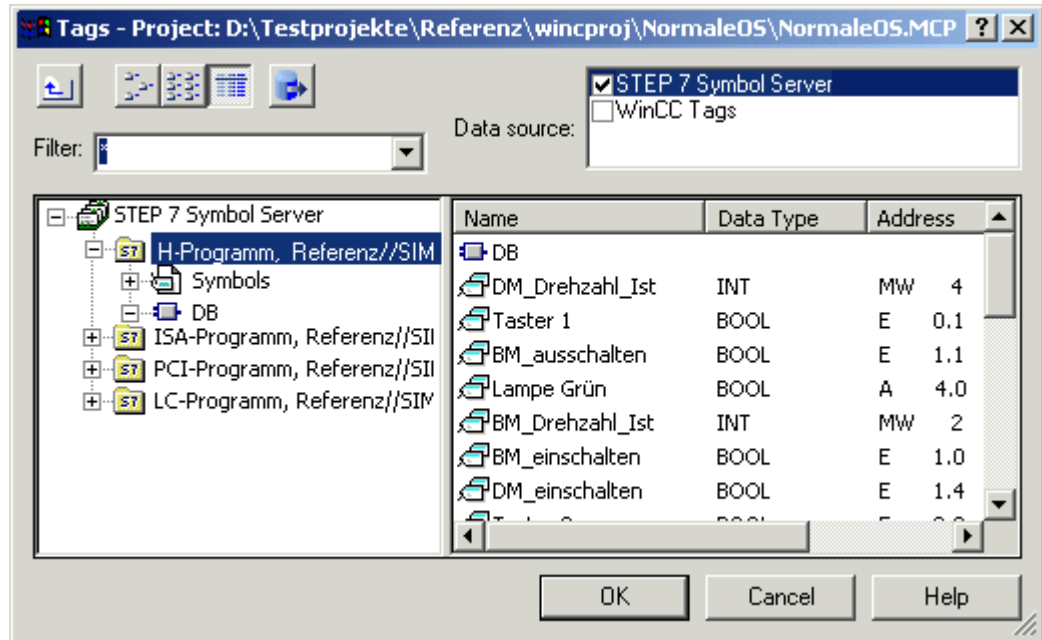 Tags - Project: D:\Testprojekte\Referenz\wincproj\NormaleOS\NormaleOS.MCP
Filter: *
Data source:
STEP 7 Symbol Server
WinCC Tags
STEP 7 Symbol Server
H-Programm, Referenz//SIM
Symbols
DB
ISA-Programm, Referenz//SI
PCI-Programm, Referenz//SI
LC-Programm, Referenz//SIM
Name Data Type Address
DB
DM_Drehzahl_Ist INT MW 4
Taster 1 BOOL E 0.1
BM_ausschalten BOOL E 1.1
Lampe Grün BOOL A 4.0
BM_Drehzahl_Ist INT MW 2
BM_einschalten BOOL E 1.0
DM_einschalten BOOL E 1.4
OK Cancel Help